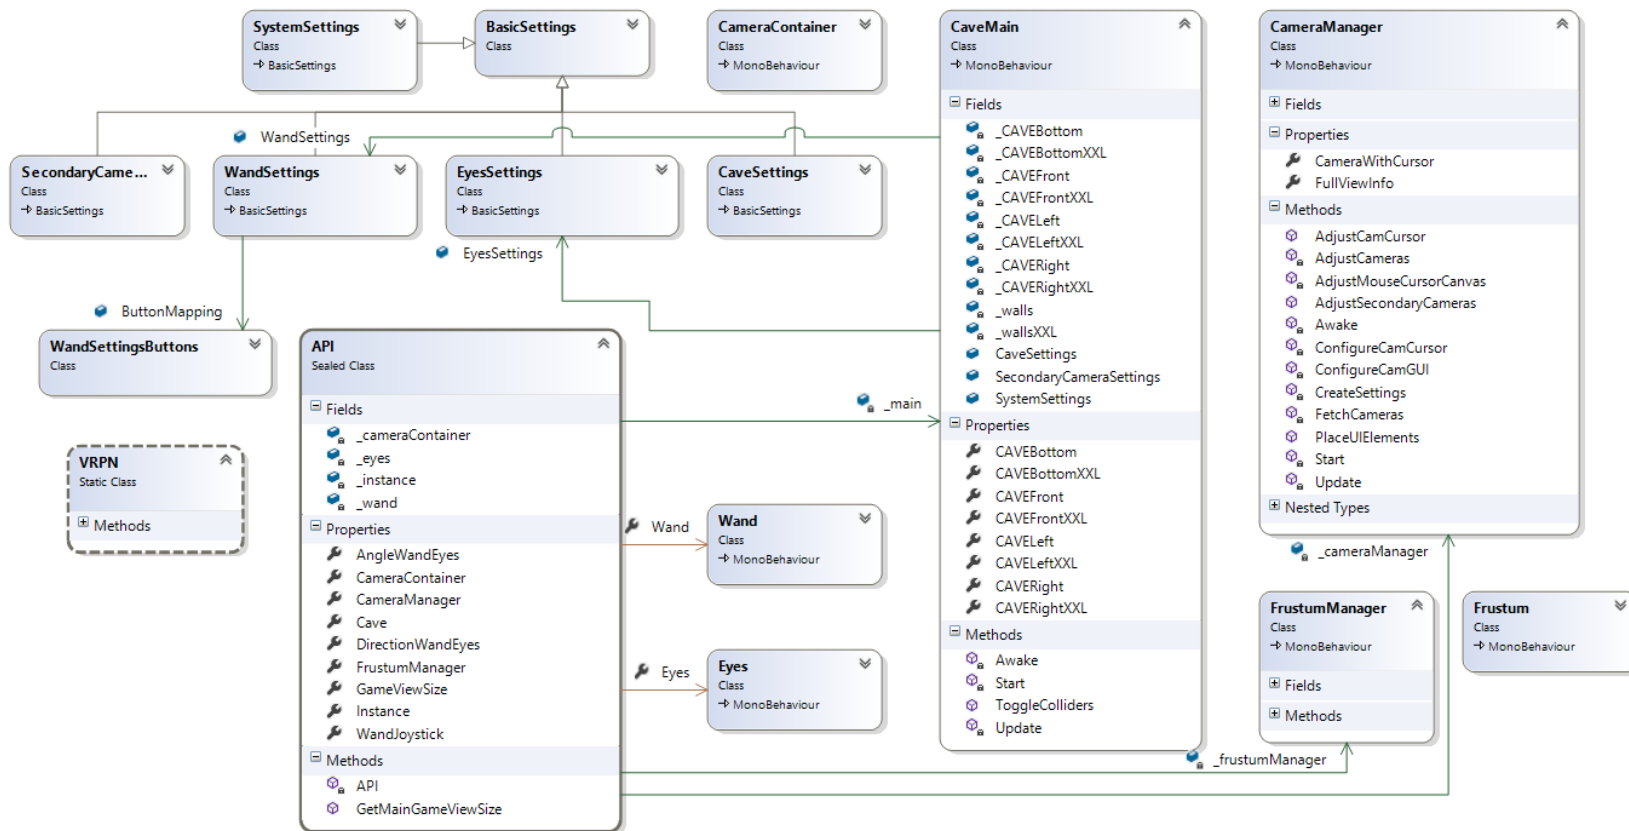 SystemSettings
Class
BasicSettings
BasicSettings
Class
CameraContainer
Class
MonoBehaviour
CaveMain
Class
MonoBehaviour
Fields
_CAVEBottom
_CAVEBottomXXL
_CAVEFront
_CAVEFrontXXL
_CAVELeft
_CAVELeftXXL
_CAVERight
_CAVERightXXL
_walls
_wallsXXL
CaveSettings
SecondaryCameraSettings
SystemSettings
Properties
CAVEBottom
CAVEBottomXXL
CAVEFront
CAVEFrontXXL
CAVELeft
CAVELeftXXL
CAVERight
CAVERightXXL
Methods
Awake
Start
ToggleColliders
Update
CameraManager
Class
MonoBehaviour
Fields
Properties
CameraWithCursor
FullViewInfo
Methods
AdjustCamCursor
AdjustCameras
AdjustMouseCursorCanvas
AdjustSecondaryCameras
Awake
ConfigureCamCursor
ConfigureCamGUI
CreateSettings
FetchCameras
PlaceUIElements
Start
Update
Nested Types
_cameraManager
WandSettings
SecondaryCame...
Class
BasicSettings
WandSettings
Class
BasicSettings
EyesSettings
Class
BasicSettings
CaveSettings
Class
BasicSettings
EyesSettings
ButtonMapping
WandSettingsButtons
Class
API
Sealed Class
Fields
_cameraContainer
_eyes
_instance
_wand
Properties
AngleWandEyes
CameraContainer
CameraManager
Cave
DirectionWandEyes
FrustumManager
GameViewSize
Instance
WandJoystick
Methods
API
GetMainGameViewSize
_main
VRPN
Static Class
Methods
Wand
Wand
Class
MonoBehaviour
Eyes
Eyes
Class
MonoBehaviour
FrustumManager
Class
MonoBehaviour
Fields
Methods
Frustum
Class
MonoBehaviour
_frustumManager